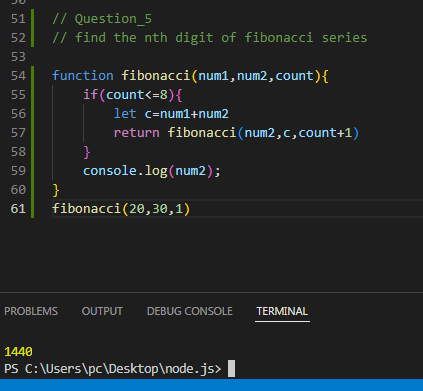 51 // Question_5
52 // find the nth digit of fibonacci series
53
54 function fibonacci(num1,num2,count){
55     if(count<=8){
56         let c=num1+num2
57         return fibonacci(num2,c,count+1)
58     }
59     console.log(num2);
60 }
61 fibonacci(20,30,1)
PROBLEMS OUTPUT DEBUG CONSOLE TERMINAL
1440
PS C:\Users\pc\Desktop\node.js>